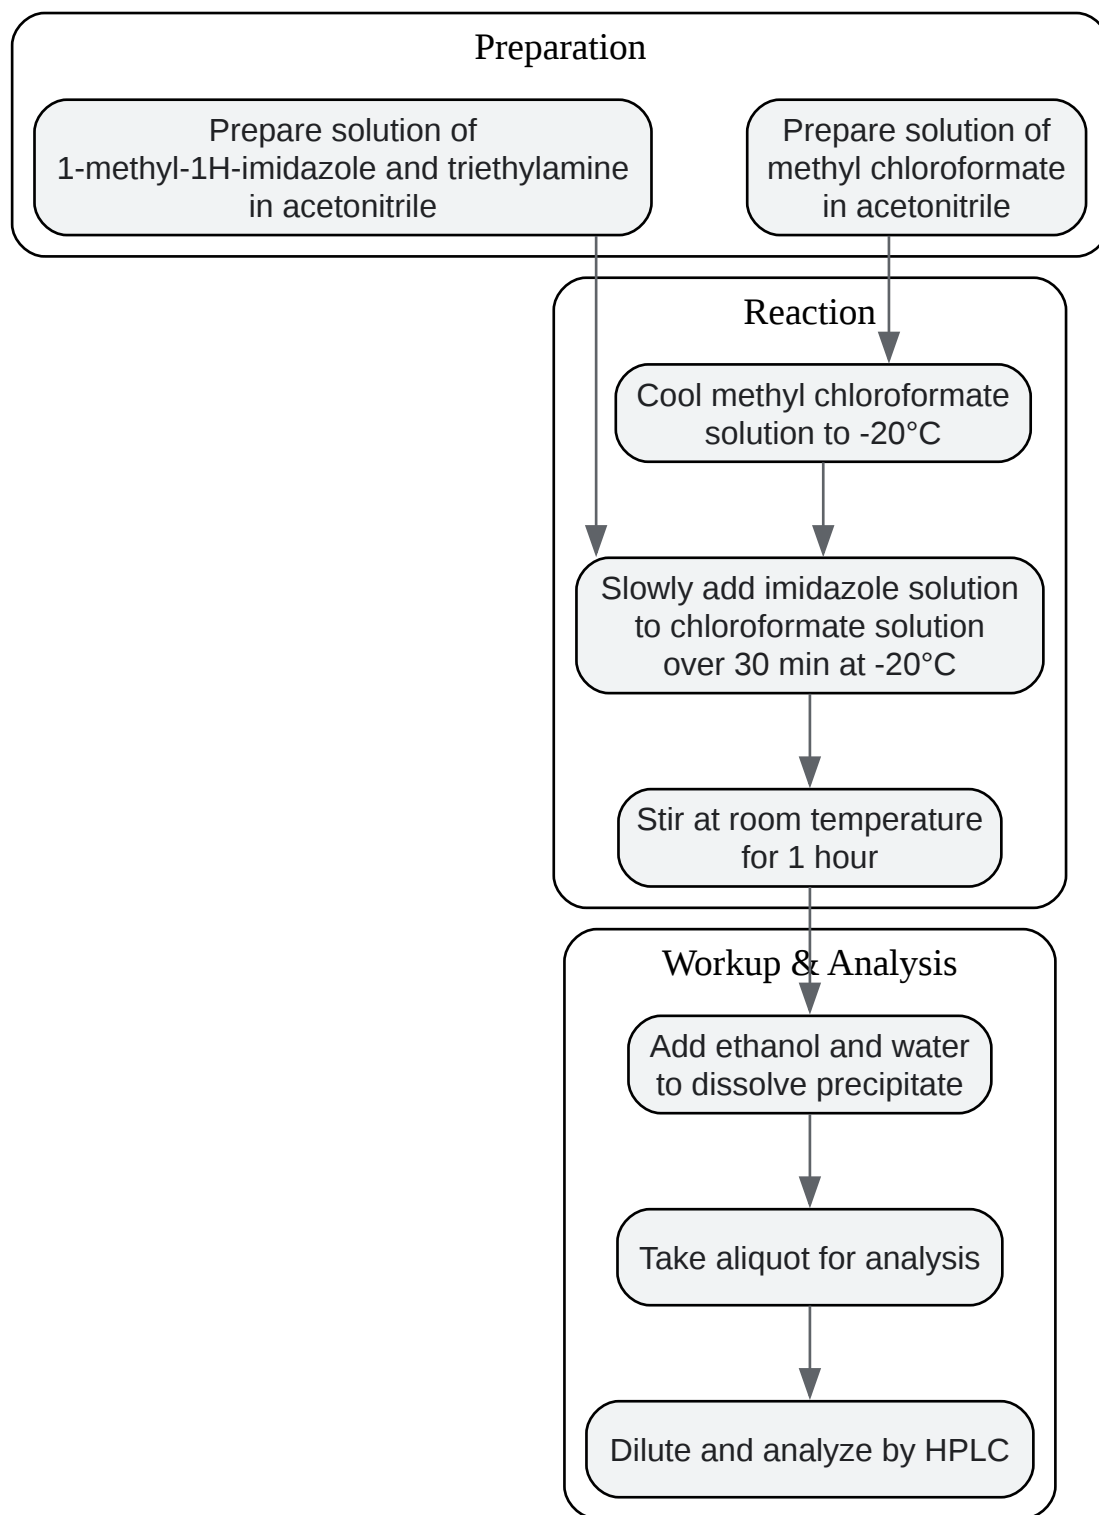 Preparation
Prepare solution of
1-methyl-1H-imidazole and triethylamine
in acetonitrile
Prepare solution of
methyl chloroformate
in acetonitrile
Reaction
Cool methyl chloroformate
solution to -20°C
Slowly add imidazole solution
to chloroformate solution
over 30 min at -20°C
Stir at room temperature
for 1 hour
Workup & Analysis
Add ethanol and water
to dissolve precipitate
Take aliquot for analysis
Dilute and analyze by HPLC